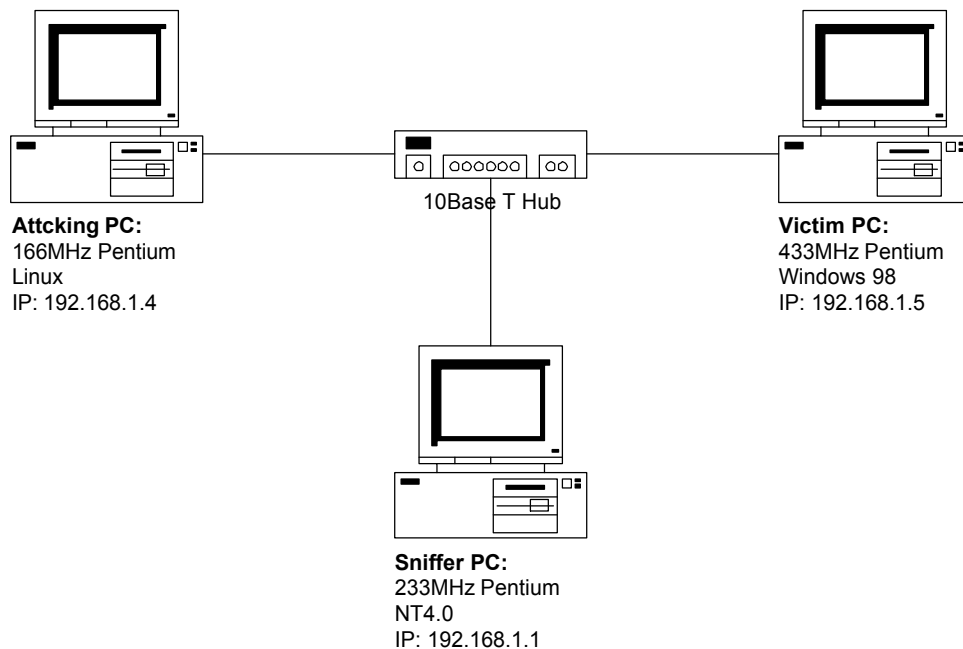 10Base T Hub
Attcking PC:
166MHz Pentium
Linux
IP: 192.168.1.4
Victim PC:
433MHz Pentium
Windows 98
IP: 192.168.1.5
Sniffer PC:
233MHz Pentium
NT4.0
IP: 192.168.1.1